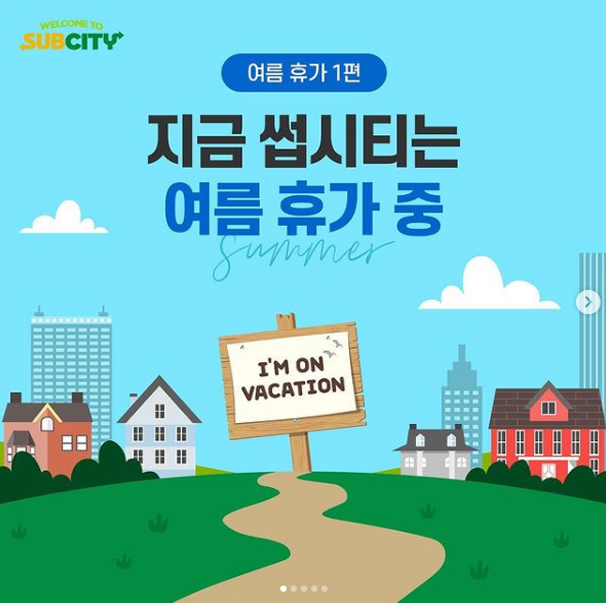 WELCOME TO
SUBCITY
여름 휴가 1편
지금 썹시티는
여름 휴가 중
summer
I'M ON
VACATION